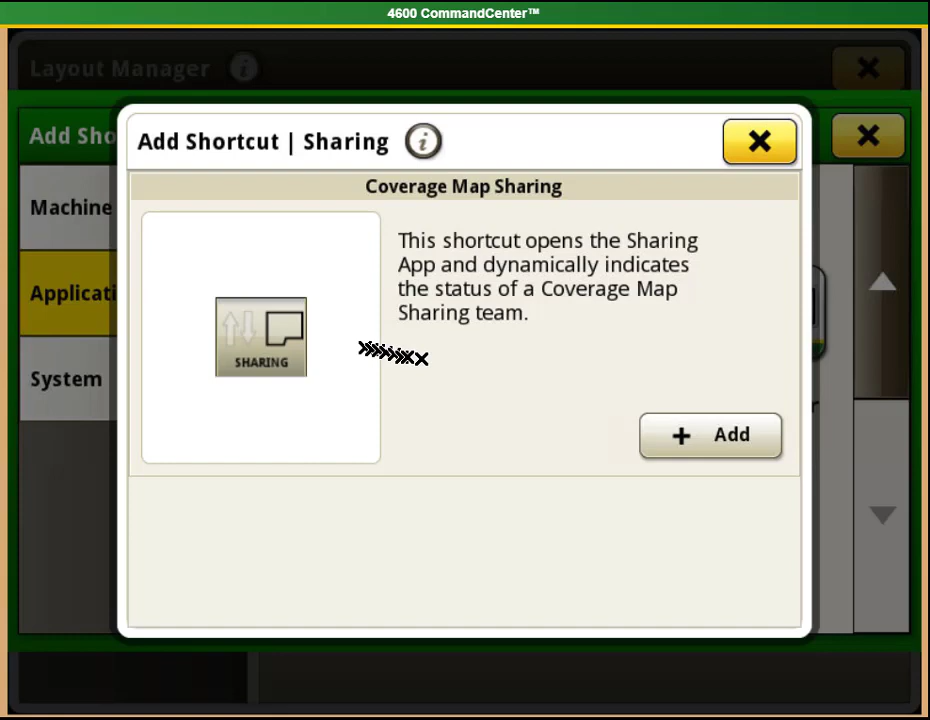 4600 CommandCenter™
Layout Manager
Add Sho
Add Shortcut | Sharing
Coverage Map Sharing
Machine
Applicati
System
This shortcut opens the Sharing
App and dynamically indicates
the status of a Coverage Map
Sharing team.
SHARING
+ Add